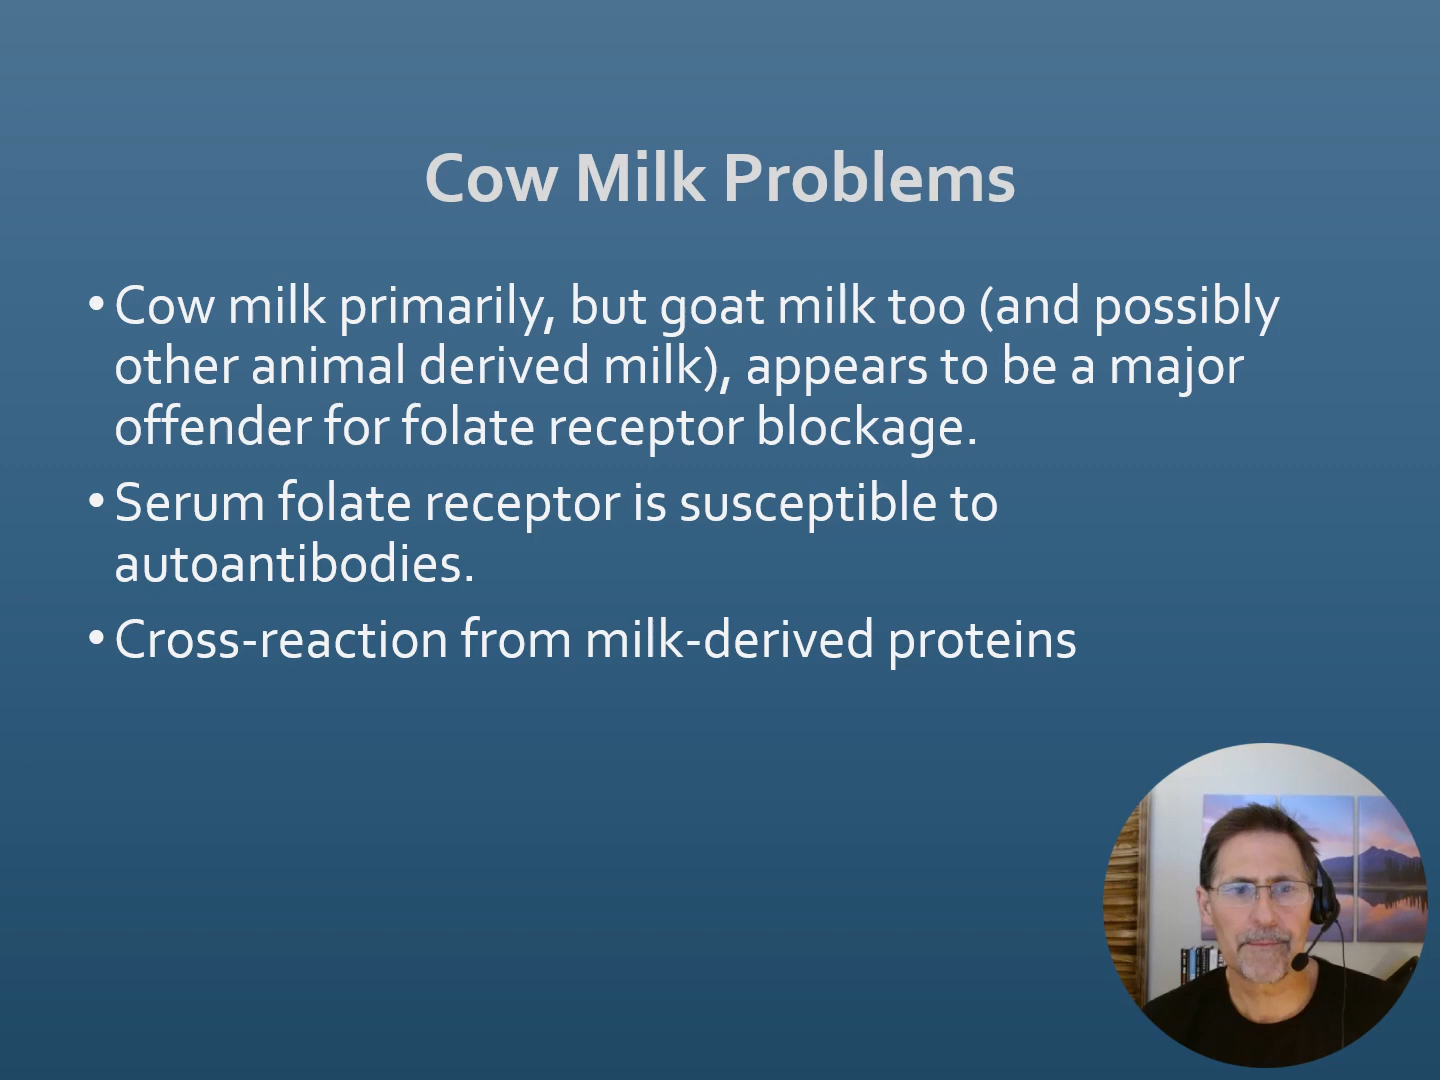 Cow Milk Problems
• Cow milk primarily, but goat milk too (and possibly
other animal derived milk), appears to be a major
offender for folate receptor blockage.
• Serum folate receptor is susceptible to
autoantibodies.
• Cross-reaction from milk-derived proteins